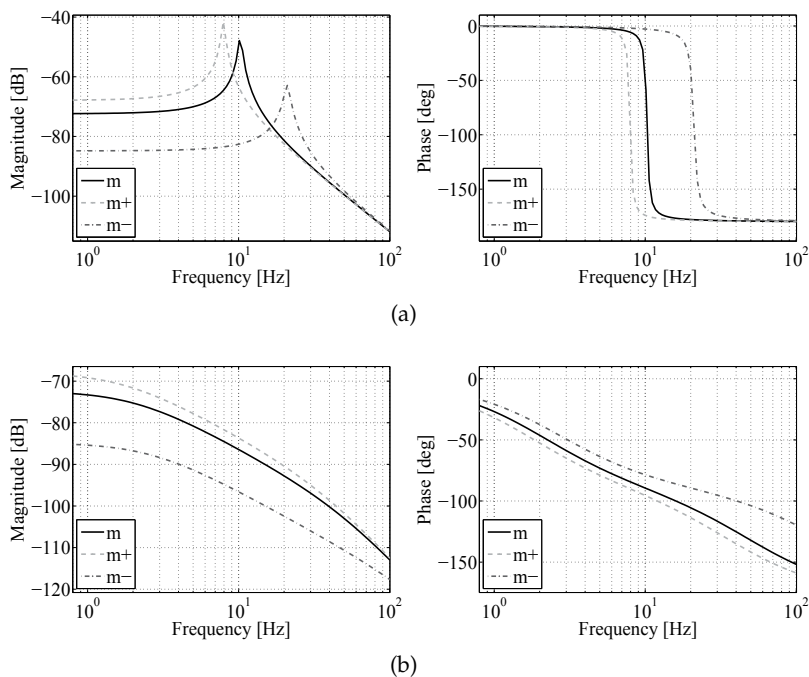 Magnitude [dB]
−40
−60
−80
−100
m
m+
m−
10^0
10^1
10^2
Frequency [Hz]
Phase [deg]
0
−50
−100
−150
m
m+
m−
10^0
10^1
10^2
Frequency [Hz]
(a)
Magnitude [dB]
−70
−80
−90
−100
−110
−120
m
m+
m−
10^0
10^1
10^2
Frequency [Hz]
Phase [deg]
0
−50
−100
−150
m
m+
m−
10^0
10^1
10^2
Frequency [Hz]
(b)